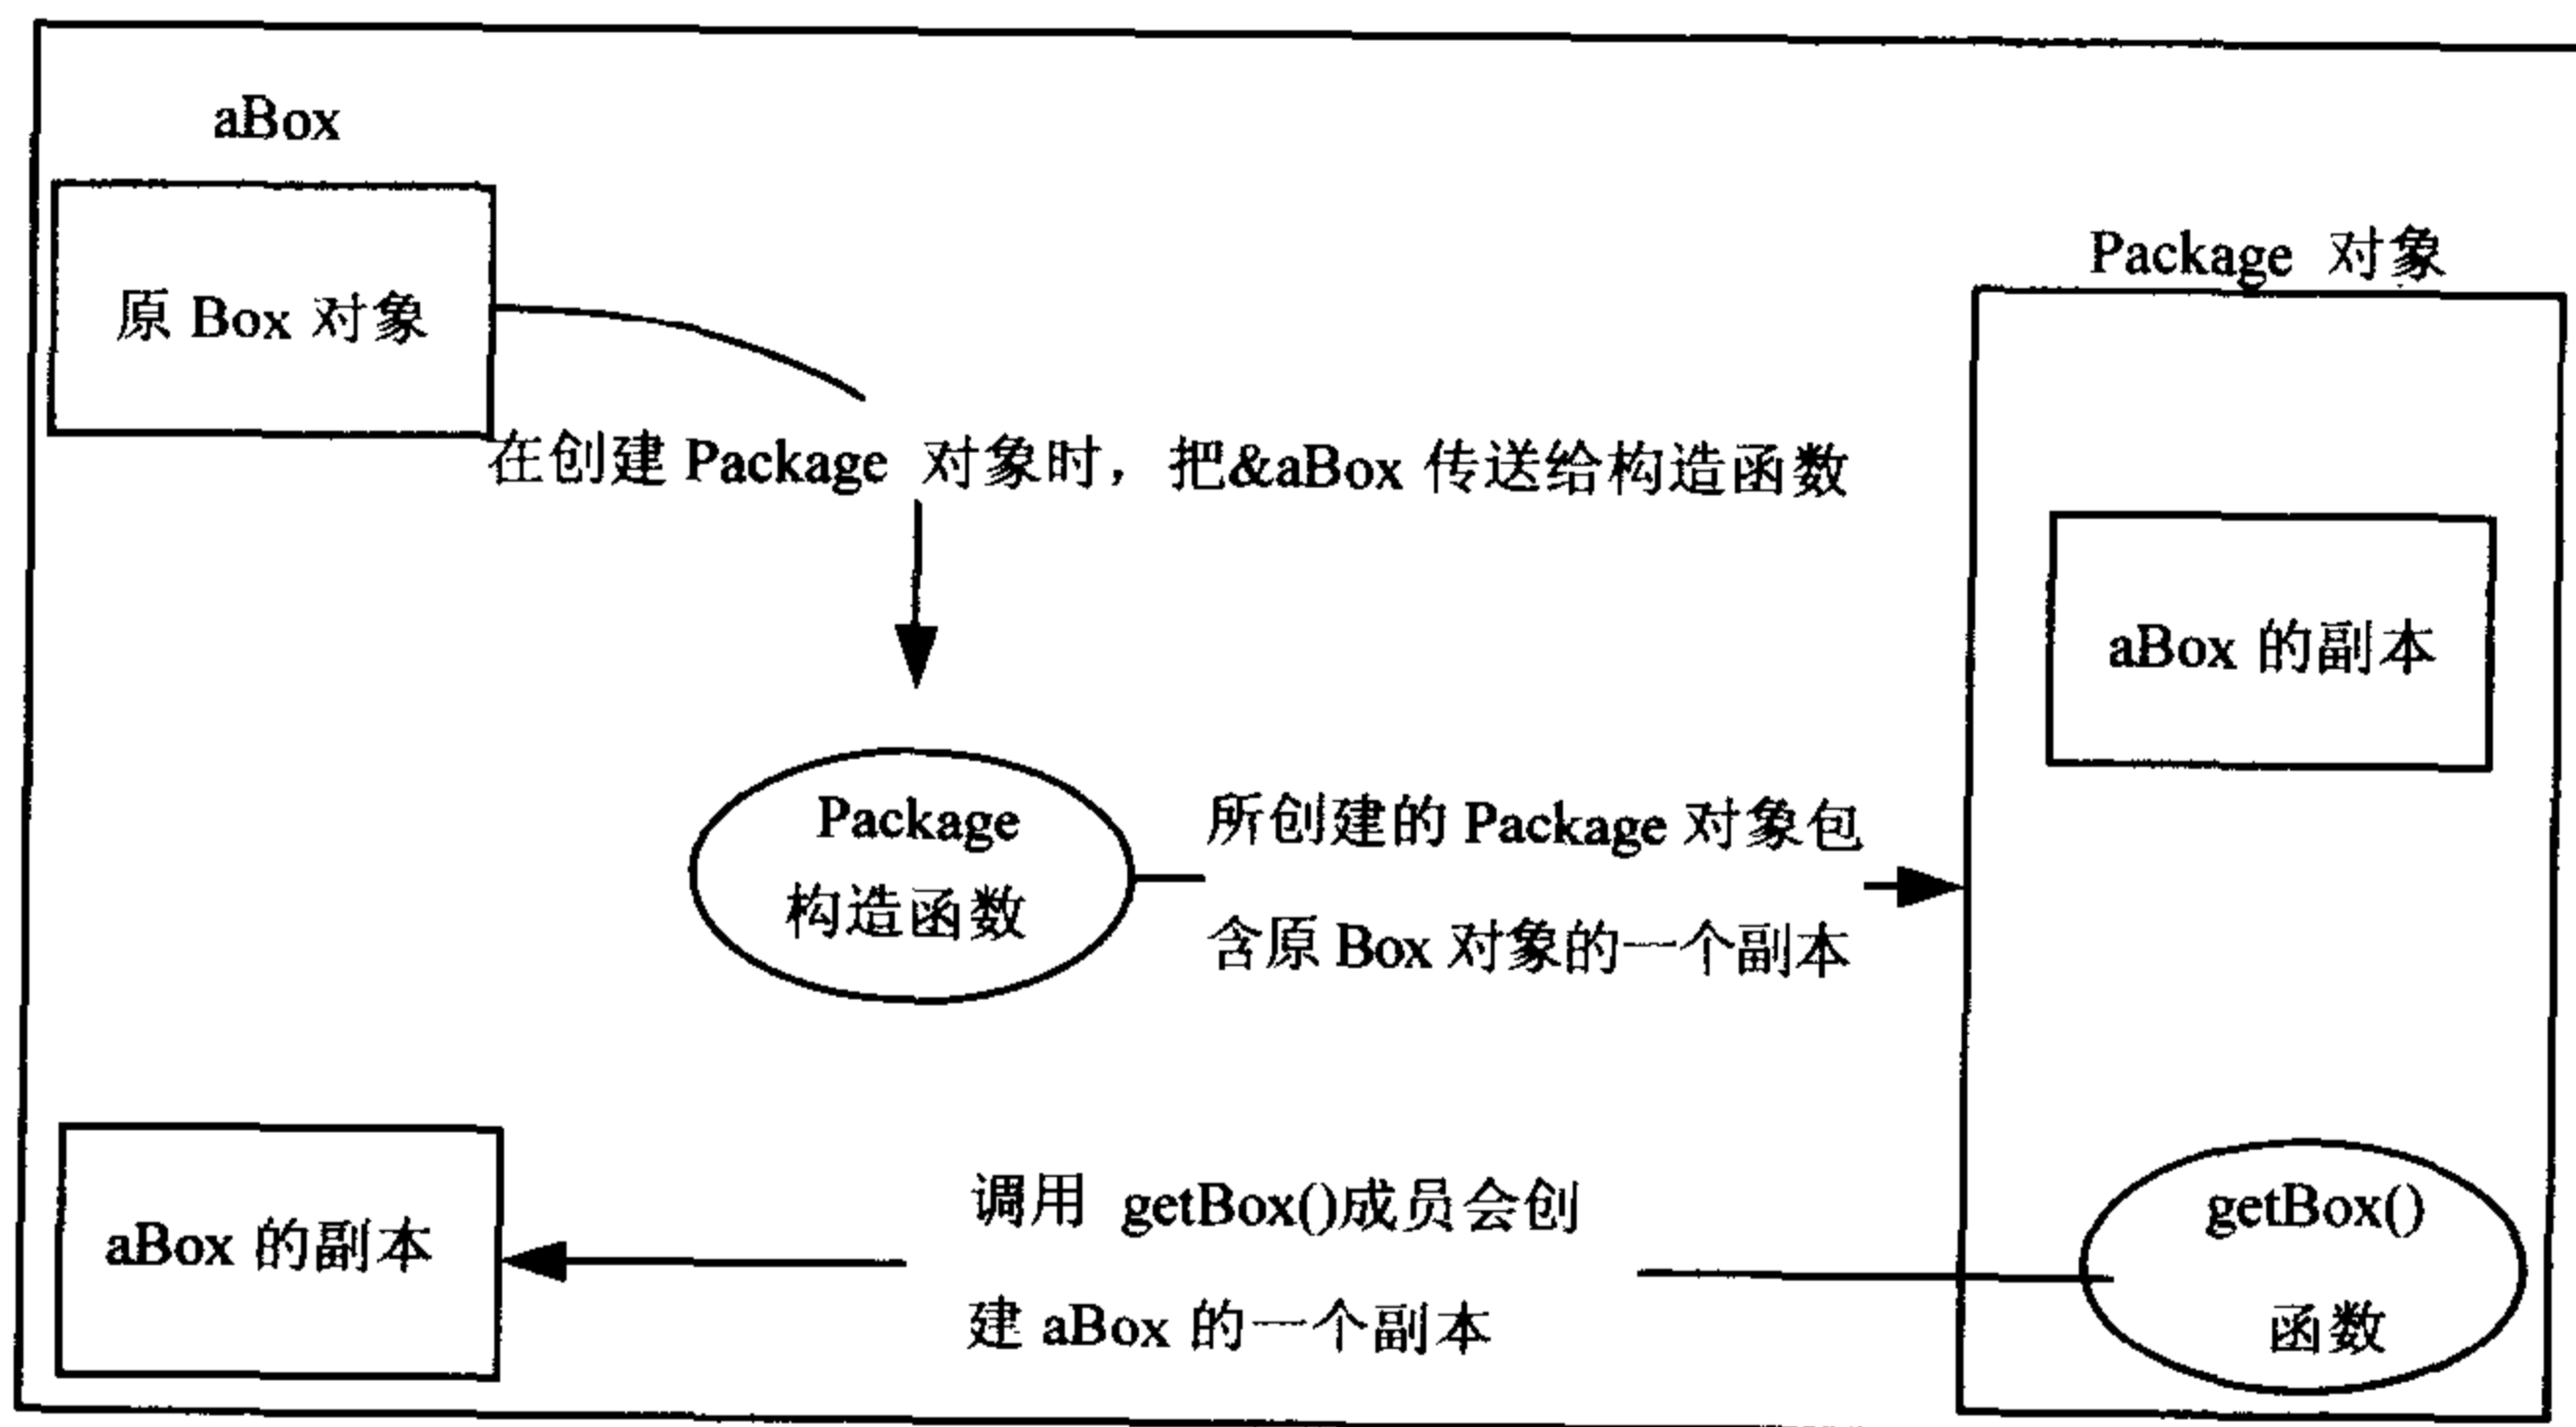 aBox
原 Box 对象
Package 对象
在创建 Package 对象时，把&aBox 传送给构造函数
aBox 的副本
Package
构造函数
所创建的 Package 对象包
含原 Box 对象的一个副本
aBox 的副本
调用 getBox()成员会创
建 aBox 的一个副本
getBox()
函数